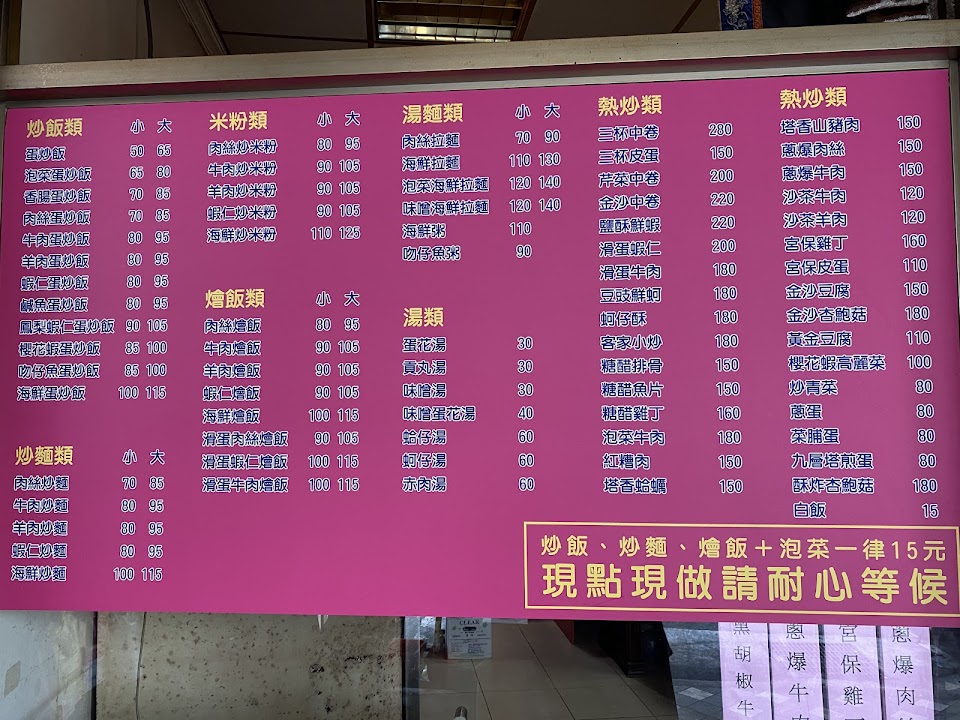 炒飯類 小 大
蛋炒飯 50 65
泡菜蛋炒飯 65 80
香腸蛋炒飯 70 85
肉絲蛋炒飯 70 85
牛肉蛋炒飯 80 95
羊肉蛋炒飯 80 95
蝦仁蛋炒飯 80 95
鹹魚蛋炒飯 80 95
鳳梨蝦仁蛋炒飯 90 105
櫻花蝦蛋炒飯 85 100
吻仔魚蛋炒飯 85 100
海鮮蛋炒飯 100 115
炒麵類 小 大
肉絲炒麵 70 85
牛肉炒麵 80 95
羊肉炒麵 80 95
蝦仁炒麵 80 95
海鮮炒麵 100 115
米粉類 小 大
肉絲炒米粉 80 95
牛肉炒米粉 90 105
羊肉炒米粉 90 105
蝦仁炒米粉 90 105
海鮮炒米粉 110 125
燴飯類 小 大
肉絲燴飯 80 95
牛肉燴飯 90 105
羊肉燴飯 90 105
蝦仁燴飯 90 105
海鮮燴飯 100 115
滑蛋肉絲燴飯 90 105
滑蛋蝦仁燴飯 100 115
滑蛋牛肉燴飯 100 115
湯麵類 小 大
肉絲拉麵 70 90
海鮮拉麵 110 130
泡菜海鮮拉麵 120 140
味噌海鮮拉麵 120 140
海鮮粥 110
吻仔魚粥 90
湯類
蛋花湯 30
貢丸湯 30
味噌湯 30
味噌蛋花湯 40
蛤仔湯 60
蚵仔湯 60
赤肉湯 60
熱炒類
三杯中卷 280
三杯皮蛋 150
芹菜中卷 200
金沙中卷 220
鹽酥鮮蝦 220
滑蛋蝦仁 200
滑蛋牛肉 180
豆豉鮮蚵 180
蚵仔酥 180
客家小炒 180
糖醋排骨 150
糖醋魚片 150
糖醋雞丁 160
泡菜牛肉 180
紅糟肉 150
塔香蛤蠣 150
熱炒類
塔香山豬肉 150
蔥爆肉絲 150
蔥爆牛肉 150
沙茶牛肉 120
沙茶羊肉 120
宮保雞丁 160
宮保皮蛋 110
金沙豆腐 150
金沙杏鮑菇 180
黃金豆腐 110
櫻花蝦高麗菜 100
炒青菜 80
蔥蛋 80
菜脯蛋 80
九層塔煎蛋 80
酥炸杏鮑菇 180
白飯 15
炒飯、炒麵、燴飯＋泡菜一律15元
現點現做請耐心等候
CLEAR
黑胡椒牛
蔥爆牛
宮保雞
蔥爆肉